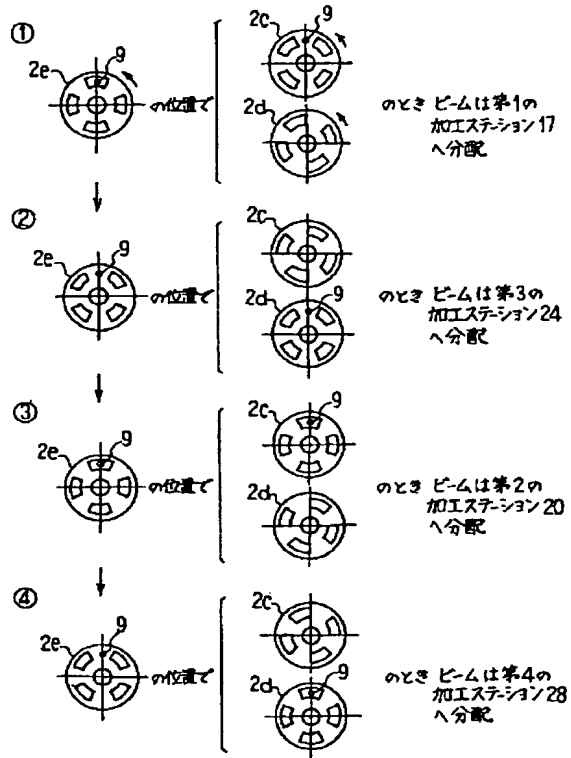 ①
2e
9
の位置で
2c
9
2d
のとき ビームは第1の
加工ステーション17
へ分配
②
2e
9
の位置で
2c
2d
9
のとき ビームは第3の
加工ステーション24
へ分配
③
2e
9
の位置で
2c
9
2d
のとき ビームは第2の
加工ステーション20
へ分配
④
2e
9
の位置で
2c
2d
9
のとき ビームは第4の
加工ステーション28
へ分配